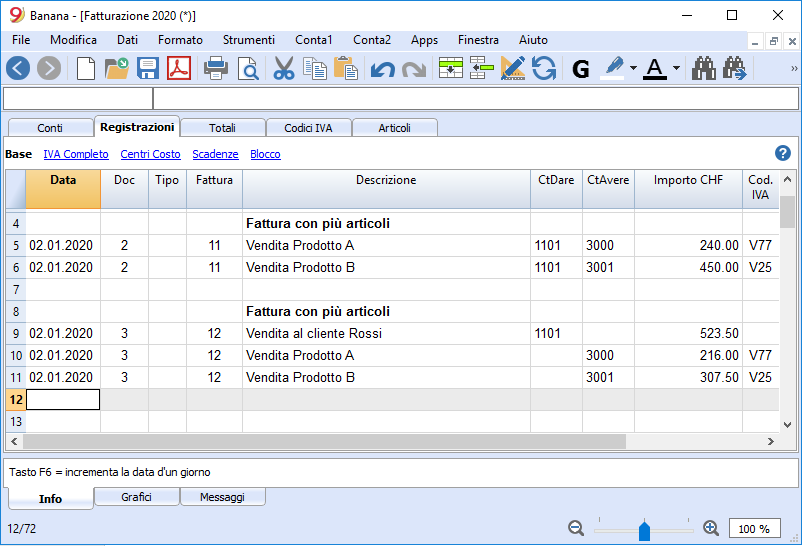 Banana - [Fatturazione 2020 (*)]
File Modifica Dati Formato Strumenti Conta1 Conta2 Apps Finestra Aiuto
G A »
Conti Registrazioni Totali Codici IVA Articoli
Base IVA Completo Centri Costo Scadenze Blocco ?
Data Doc Tipo Fattura Descrizione CtDare CtAvere Importo CHF Cod. IVA
4 Fattura con più articoli
5 02.01.2020 2 11 Vendita Prodotto A 1101 3000 240.00 V77
6 02.01.2020 2 11 Vendita Prodotto B 1101 3001 450.00 V25
7
8 Fattura con più articoli
9 02.01.2020 3 12 Vendita al cliente Rossi 1101 523.50
10 02.01.2020 3 12 Vendita Prodotto A 3000 216.00 V77
11 02.01.2020 3 12 Vendita Prodotto B 3001 307.50 V25
12
13
Tasto F6 = incrementa la data d'un giorno
Info Grafici Messaggi
12/72 100 %